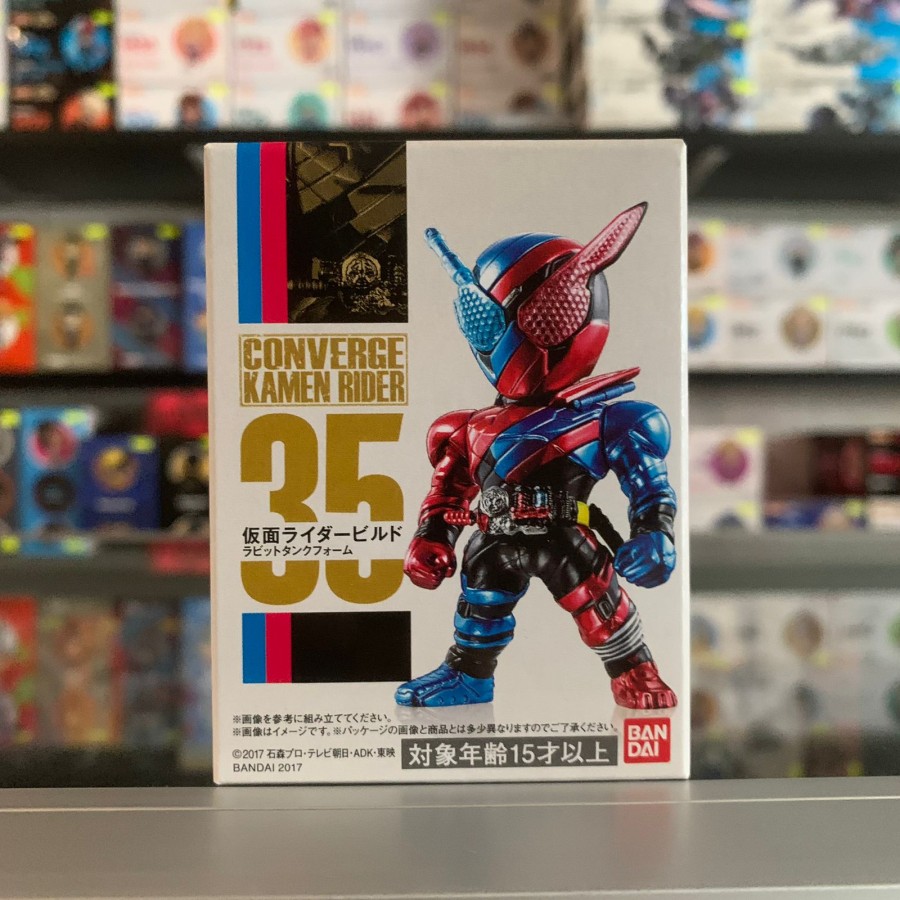 CONVERGE
KAMEN RIDER
35
仮面ライダービルド
ラビットタンクフォーム
※画像を参考に組み立ててください。
※画像はイメージです。※パッケージの画像と商品とは多少異なりますのでご了承ください。
©2017 石森プロ・テレビ朝日・ADK・東映
BANDAI 2017
対象年齢15才以上
BAN
DAI